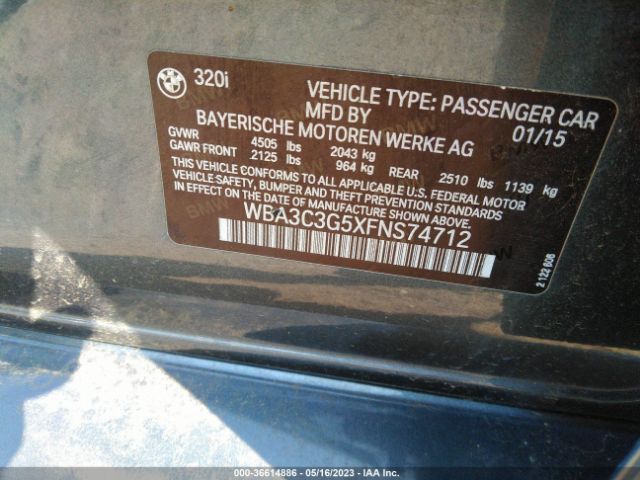 320i
VEHICLE TYPE: PASSENGER CAR
MFD BY
01/15
BAYERISCHE MOTOREN WERKE AG
GVWR 4505 lbs 2043 kg
GAWR FRONT 2125 lbs 964 kg REAR 2510 lbs 1139 kg
THIS VEHICLE CONFORMS TO ALL APPLICABLE U.S. FEDERAL MOTOR
VEHICLE SAFETY, BUMPER AND THEFT PREVENTION STANDARDS
IN EFFECT ON THE DATE OF MANUFACTURE SHOWN ABOVE.
WBA3C3G5XFNS74712
2 122 606
000-36614886 - 05/16/2023 - IAA Inc.